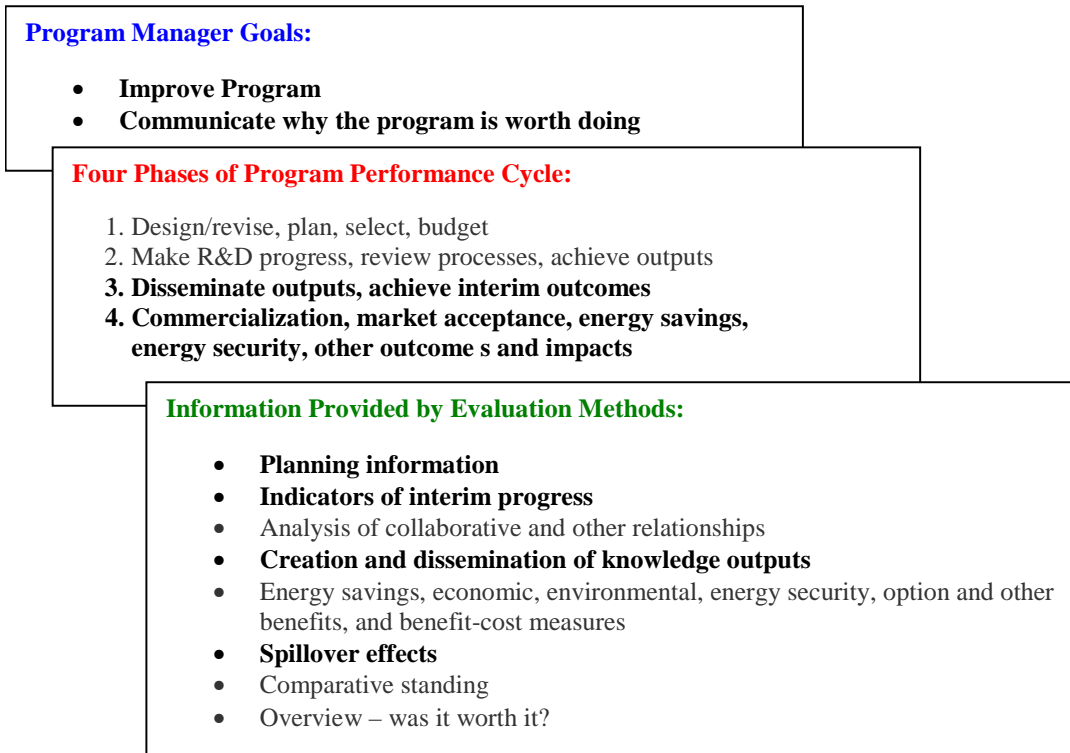 Program Manager Goals:
• Improve Program
• Communicate why the program is worth doing
Four Phases of Program Performance Cycle:
1. Design/revise, plan, select, budget
2. Make R&D progress, review processes, achieve outputs
3. Disseminate outputs, achieve interim outcomes
4. Commercialization, market acceptance, energy savings,
energy security, other outcome s and impacts
Information Provided by Evaluation Methods:
• Planning information
• Indicators of interim progress
• Analysis of collaborative and other relationships
• Creation and dissemination of knowledge outputs
• Energy savings, economic, environmental, energy security, option and other
benefits, and benefit-cost measures
• Spillover effects
• Comparative standing
• Overview – was it worth it?